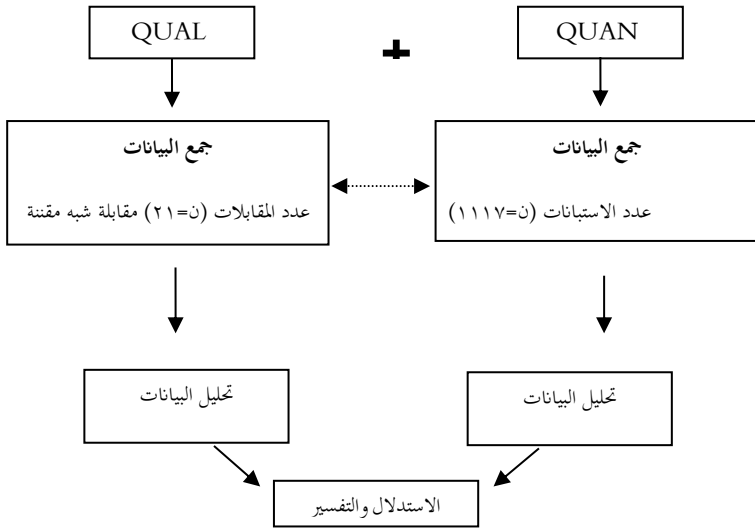 QUAL
+
QUAN
جمع البيانات
عدد المقابلات (ن=٢١) مقابلة شبه مقننة
جمع البيانات
عدد الاستبانات (ن=١١١٧)
تحليل البيانات
تحليل البيانات
الاستدلال والتفسير